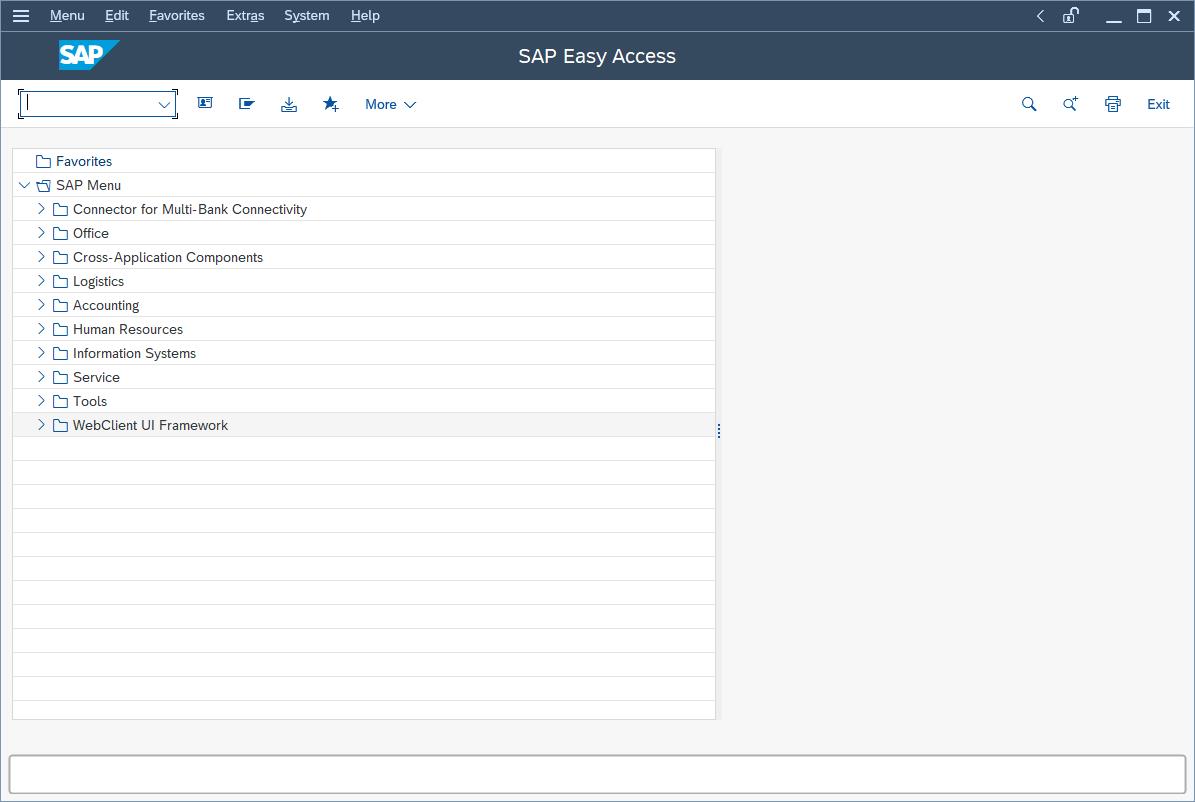 Menu Edit Favorites Extras System Help
SAP SAP Easy Access
More Exit
Favorites
SAP Menu
Connector for Multi-Bank Connectivity
Office
Cross-Application Components
Logistics
Accounting
Human Resources
Information Systems
Service
Tools
WebClient UI Framework